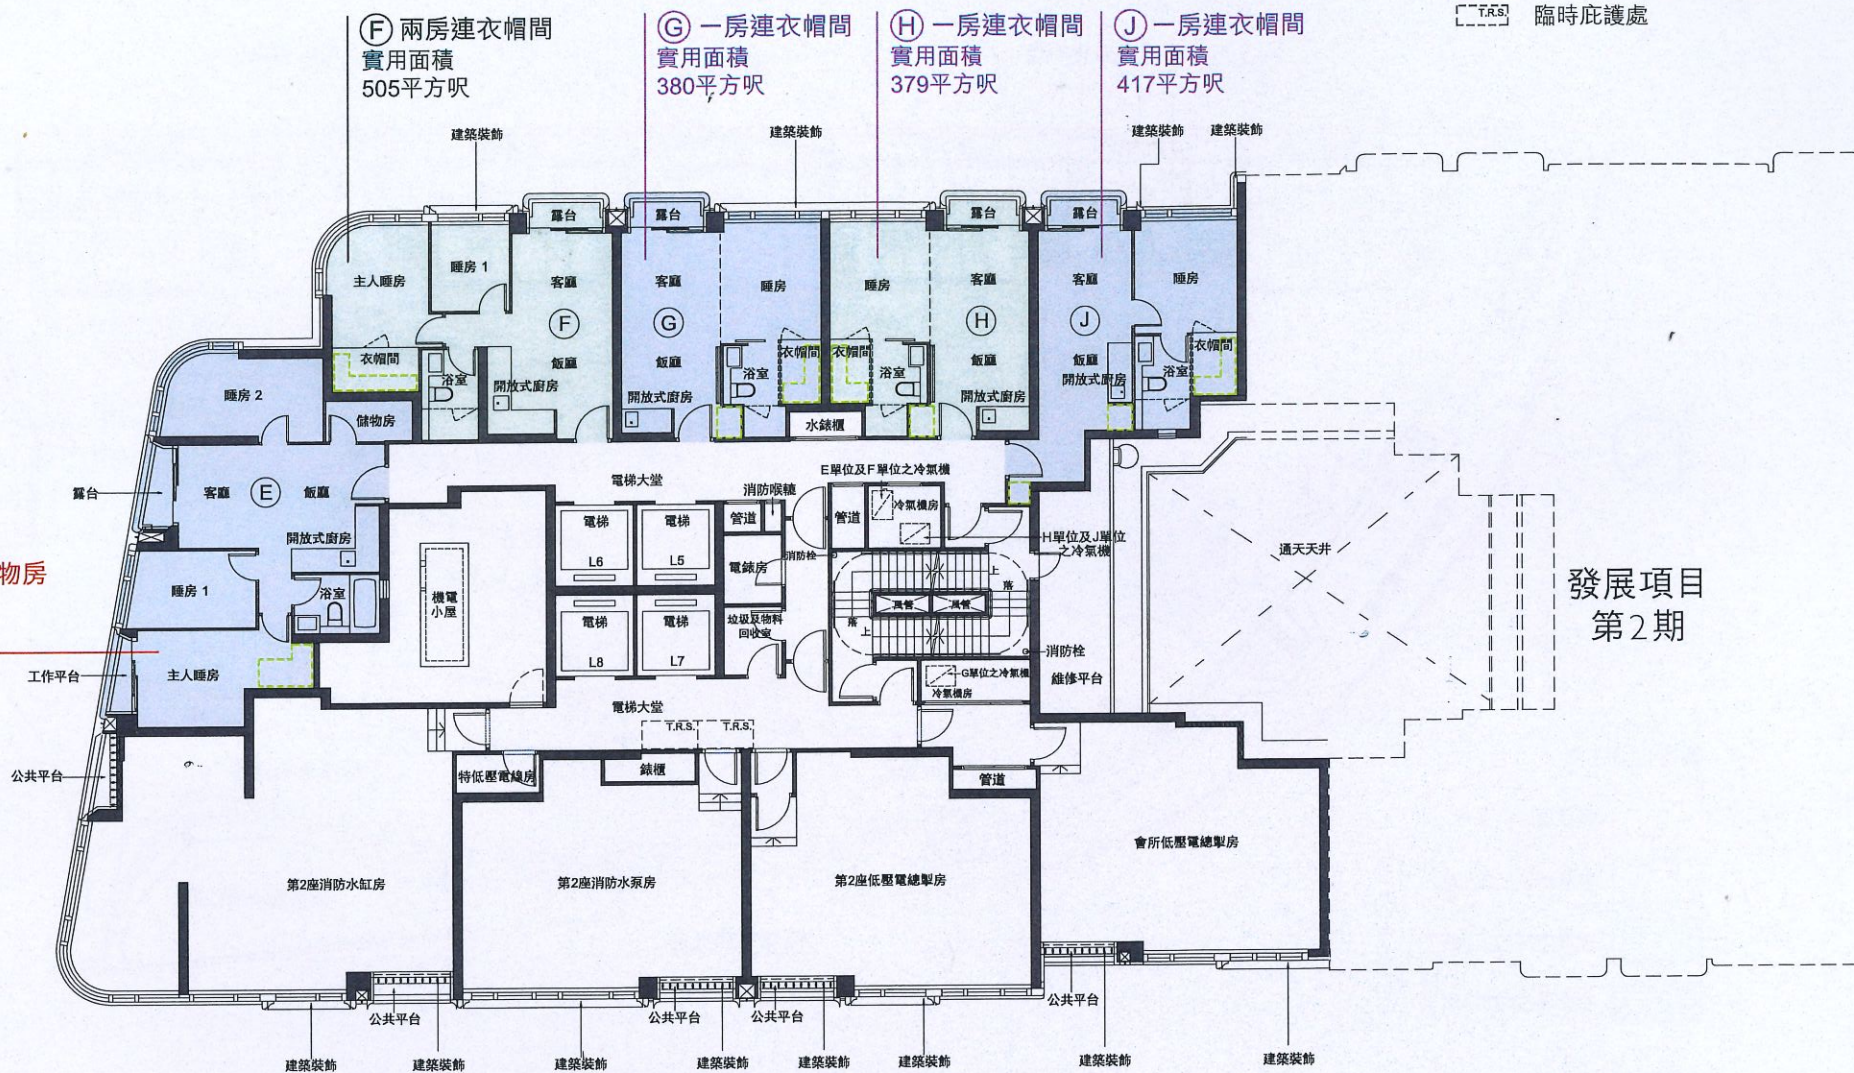 Ⓕ 兩房連衣帽間
實用面積
505平方呎
Ⓖ 一房連衣帽間
實用面積
380平方呎
Ⓗ 一房連衣帽間
實用面積
379平方呎
Ⓙ 一房連衣帽間
實用面積
417平方呎
T.R.S. 臨時庇護處
建築裝飾
建築裝飾
建築裝飾
建築裝飾
露台
露台
露台
露台
主人睡房
睡房 1
客廳
F
飯廳
衣帽間
浴室
開放式廚房
客廳
G
飯廳
開放式廚房
睡房
浴室
衣帽間
睡房
衣帽間
浴室
客廳
H
飯廳
開放式廚房
客廳
J
飯廳
開放式廚房
睡房
浴室
衣帽間
水錶櫃
睡房 2
儲物房
露台
客廳
E
飯廳
開放式廚房
物房
睡房 1
浴室
主人睡房
工作平台
公共平台
機電
小屋
電梯大堂
電梯
L6
電梯
L5
電梯
L8
電梯
L7
消防喉轆
管道
電錶房
垃圾及物料
回收室
消防栓
E單位及F單位之冷氣機
管道
冷氣機房
H單位及J單位
之冷氣機
上
落
風管
風管
落
上
消防栓
G單位之冷氣機
冷氣機房
維修平台
通天天井
發展項目
第2期
電梯大堂
T.R.S.
T.R.S.
特低壓電線房
錶櫃
管道
第2座消防水缸房
第2座消防水泵房
第2座低壓電總掣房
會所低壓電總掣房
公共平台
公共平台
公共平台
公共平台
建築裝飾
建築裝飾
建築裝飾
建築裝飾
建築裝飾
建築裝飾
建築裝飾
建築裝飾